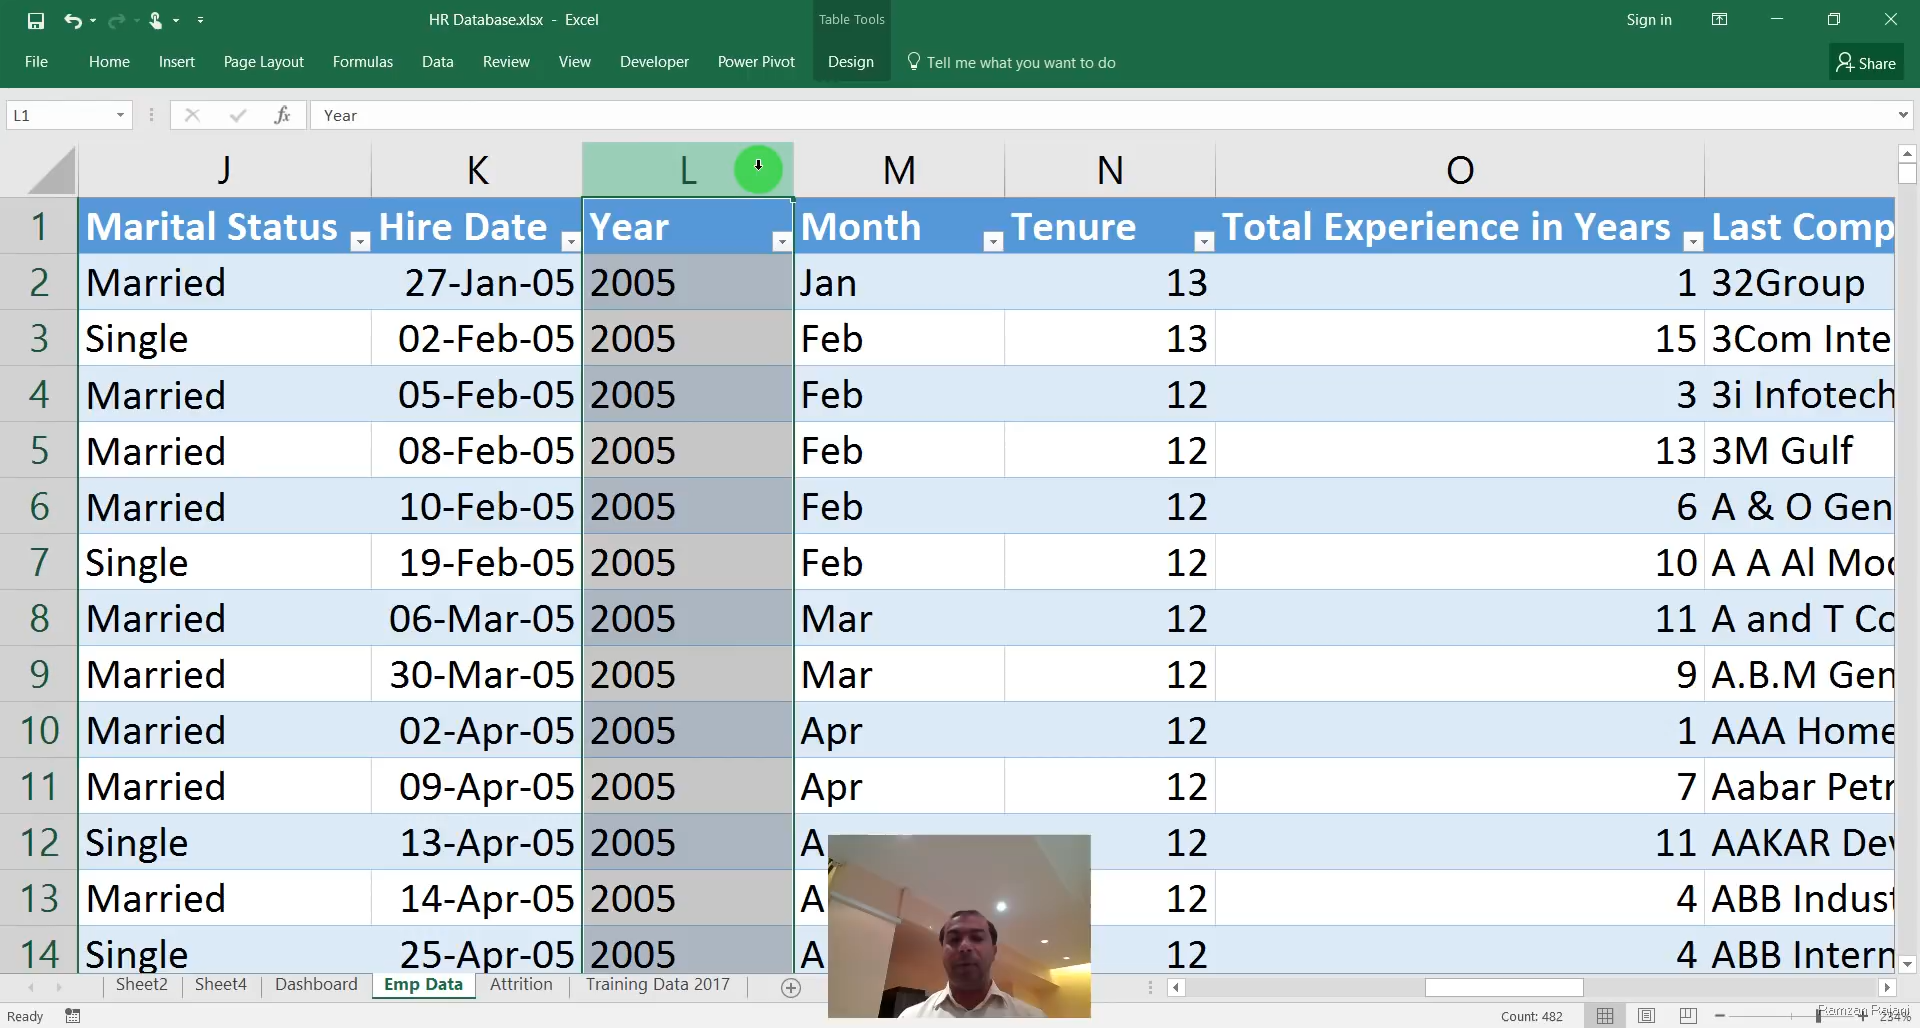 HR Database.xlsx - Excel
Table Tools
Sign in
File Home Insert Page Layout Formulas Data Review View Developer Power Pivot Design Tell me what you want to do Share
L1 fx Year
J K L M N O
1 Marital Status Hire Date Year Month Tenure Total Experience in Years Last Comp
2 Married 27-Jan-05 2005 Jan 13 1 32Group
3 Single 02-Feb-05 2005 Feb 13 15 3Com Inte
4 Married 05-Feb-05 2005 Feb 12 3 3i Infotech
5 Married 08-Feb-05 2005 Feb 12 13 3M Gulf
6 Married 10-Feb-05 2005 Feb 12 6 A & O Gen
7 Single 19-Feb-05 2005 Feb 12 10 A A Al Moo
8 Married 06-Mar-05 2005 Mar 12 11 A and T Co
9 Married 30-Mar-05 2005 Mar 12 9 A.B.M Gen
10 Married 02-Apr-05 2005 Apr 12 1 AAA Home
11 Married 09-Apr-05 2005 Apr 12 7 Aabar Petr
12 Single 13-Apr-05 2005 A 12 11 AAKAR Dev
13 Married 14-Apr-05 2005 A 12 4 ABB Indust
14 Single 25-Apr-05 2005 A 12 4 ABB Intern
Sheet2 Sheet4 Dashboard Emp Data Attrition Training Data 2017
Ready Count: 482 234%
Ramzan Rajani